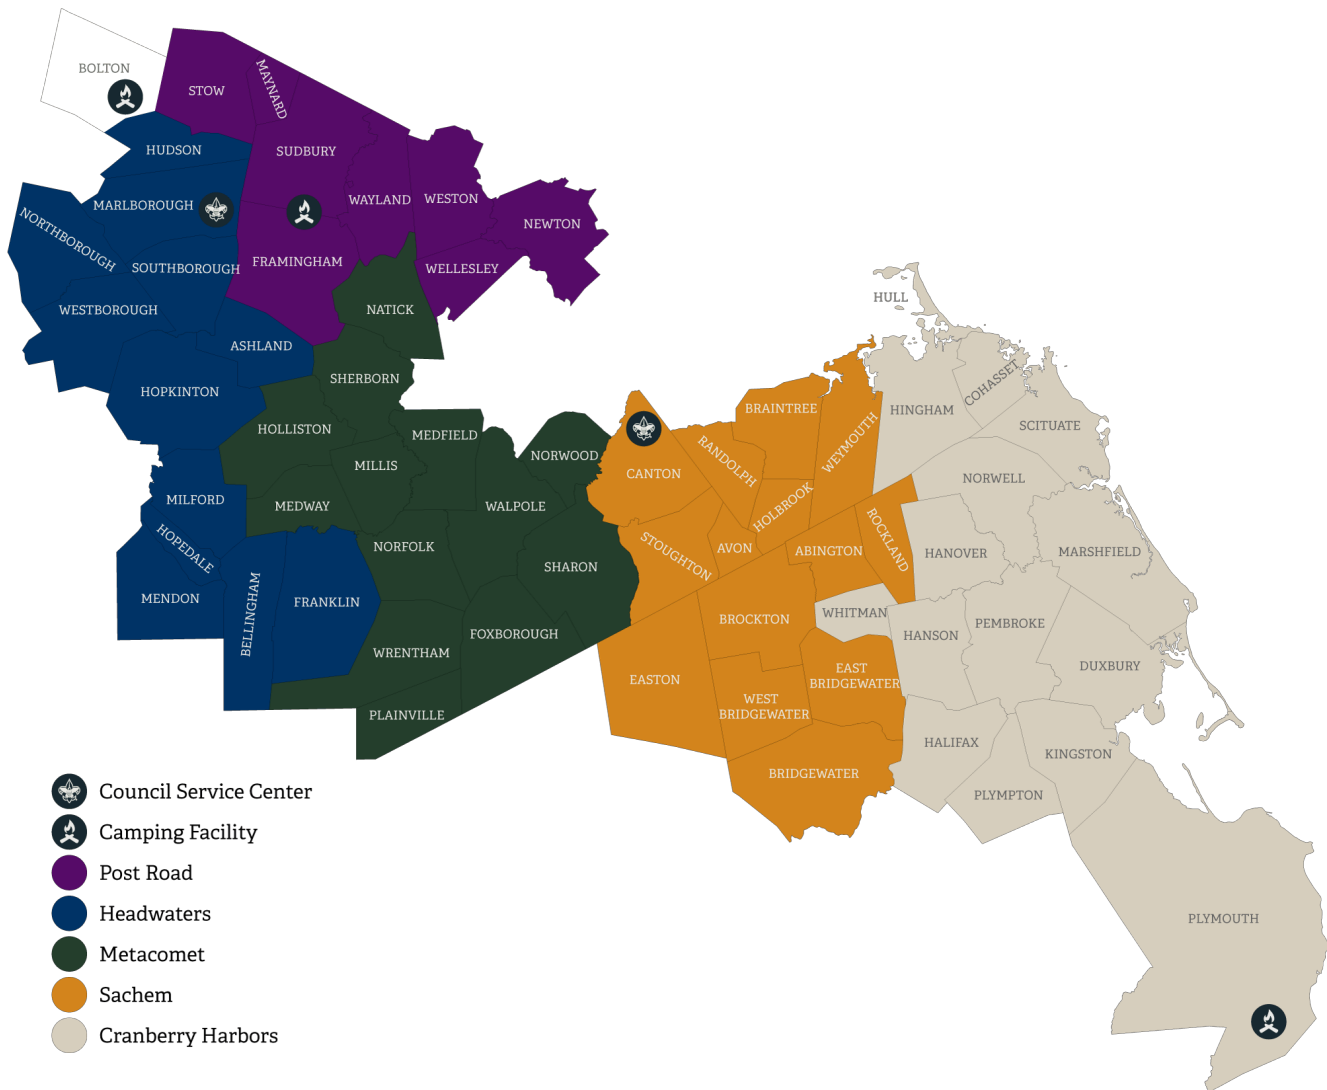 BOLTON
STOW
MAYNARD
HUDSON
SUDBURY
MARLBOROUGH
WAYLAND
WESTON
NEWTON
NORTHBOROUGH
SOUTHBOROUGH
FRAMINGHAM
WELLESLEY
WESTBOROUGH
NATICK
HULL
ASHLAND
SHERBORN
HOPKINTON
COHASSET
BRAINTREE
HINGHAM
HOLLISTON
MEDFIELD
SCITUATE
WEYMOUTH
NORWOOD
RANDOLPH
MILLIS
CANTON
NORWELL
MILFORD
MEDWAY
WALPOLE
HOLBROOK
HOPEDALE
NORFOLK
STOUGHTON
AVON
ABINGTON
ROCKLAND
HANOVER
MARSHFIELD
SHARON
MENDON
BELLINGHAM
FRANKLIN
BROCKTON
WHITMAN
HANSON
PEMBROKE
FOXBOROUGH
WRENTHAM
EASTON
EAST
BRIDGEWATER
DUXBURY
WEST
BRIDGEWATER
PLAINVILLE
HALIFAX
KINGSTON
BRIDGEWATER
PLYMPTON
PLYMOUTH
Council Service Center
Camping Facility
Post Road
Headwaters
Metacomet
Sachem
Cranberry Harbors